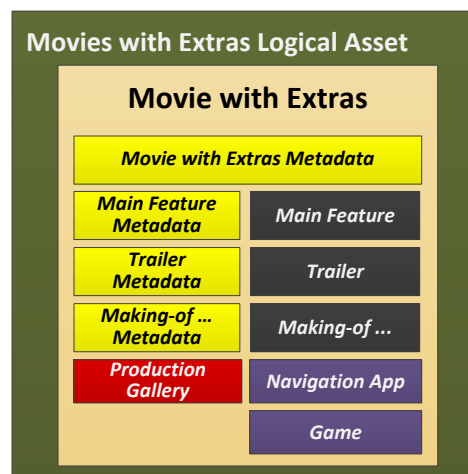 Movies with Extras Logical Asset
Movie with Extras
Movie with Extras Metadata
Main Feature
Metadata
Main Feature
Trailer
Metadata
Trailer
Making-of …
Metadata
Making-of ...
Production
Gallery
Navigation App
Game